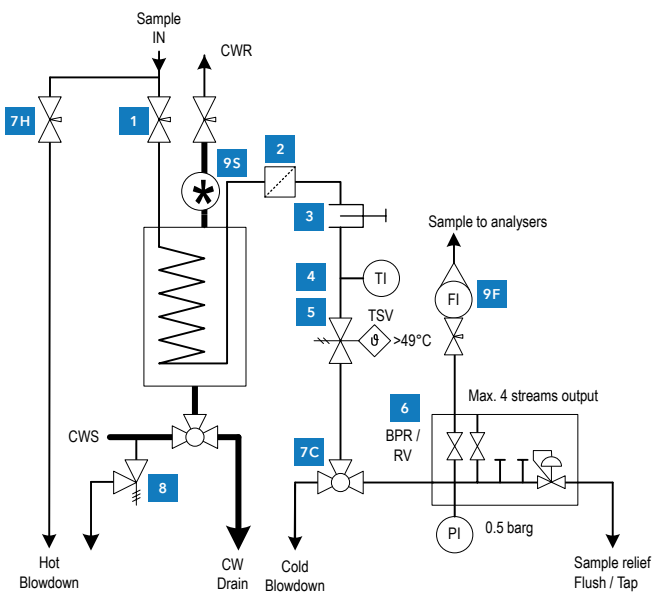 Sample
IN
CWR
7H
1
2
9S
3
Sample to analysers
4
TI
FI
9F
5
TSV
ϑ
>49°C
Max. 4 streams output
6
BPR /
RV
CWS
7C
8
PI
0.5 barg
Hot
Blowdown
CW
Drain
Cold
Blowdown
Sample relief
Flush / Tap